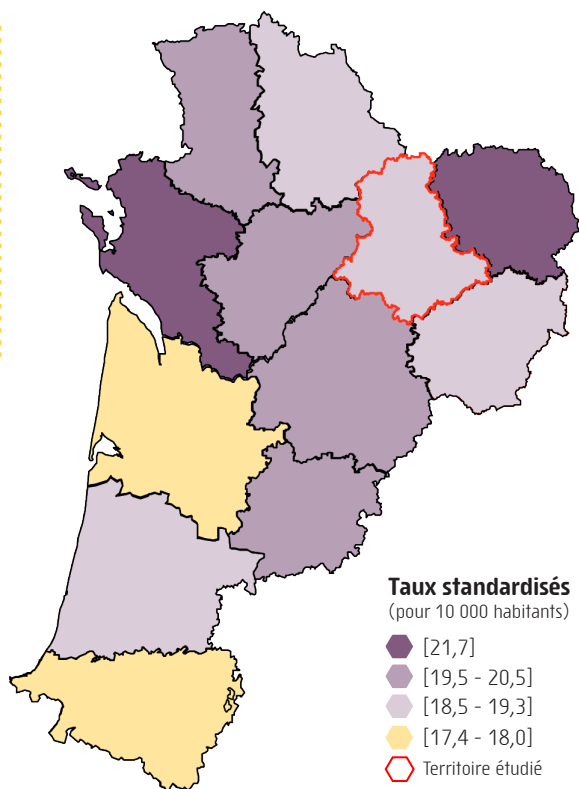 Taux standardisés
(pour 10 000 habitants)
[21,7]
[19,5 - 20,5]
[18,5 - 19,3]
[17,4 - 18,0]
Territoire étudié